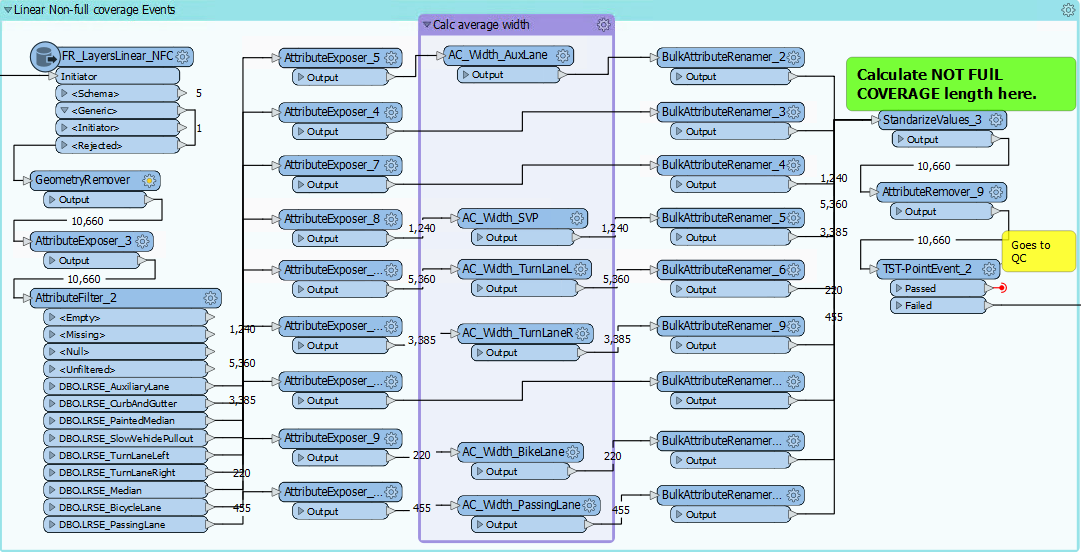 Linear Non-full coverage Events
FR_LayersLinear_NFC
Initiator
<Schema>
5
<Generic>
<Initiator>
1
<Rejected>
GeometryRemover
Output
10,660
AttributeExposer_3
Output
10,660
AttributeFilter_2
<Empty>
<Missing>
<Null>
<Unfiltered>
DBO.LRSE_AuxiliaryLane
DBO.LRSE_CurbAndGutter
DBO.LRSE_PaintedMedian
DBO.LRSE_SlowVehiclePullout
DBO.LRSE_TurnLaneLeft
DBO.LRSE_TurnLaneRight
DBO.LRSE_Median
DBO.LRSE_BicycleLane
DBO.LRSE_PassingLane
1,240
5,360
3,385
220
455
AttributeExposer_5
Output
AttributeExposer_4
Output
AttributeExposer_7
Output
AttributeExposer_8
Output
1,240
AttributeExposer_...
Output
5,360
AttributeExposer_...
Output
3,385
AttributeExposer_...
Output
AttributeExposer_9
Output
220
AttributeExposer_...
Output
455
Calc average width
AC_Width_AuxLane
Output
AC_Width_SVP
Output
1,240
AC_Width_TurnLaneL
Output
5,360
AC_Width_TurnLaneR
Output
3,385
AC_Width_BikeLane
Output
220
AC_Width_PassingLane
Output
455
BulkAttributeRenamer_2
Output
BulkAttributeRenamer_3
Output
BulkAttributeRenamer_4
Output
BulkAttributeRenamer_5
Output
BulkAttributeRenamer_6
Output
BulkAttributeRenamer_9
Output
BulkAttributeRenamer...
Output
BulkAttributeRenamer...
Output
BulkAttributeRenamer...
Output
1,240
5,360
3,385
220
455
Calculate NOT FUlL
COVERAGE length here.
StandarizeValues_3
Output
10,660
AttributeRemover_9
Output
10,660
Goes to
QC
TST-PointEvent_2
Passed
Failed